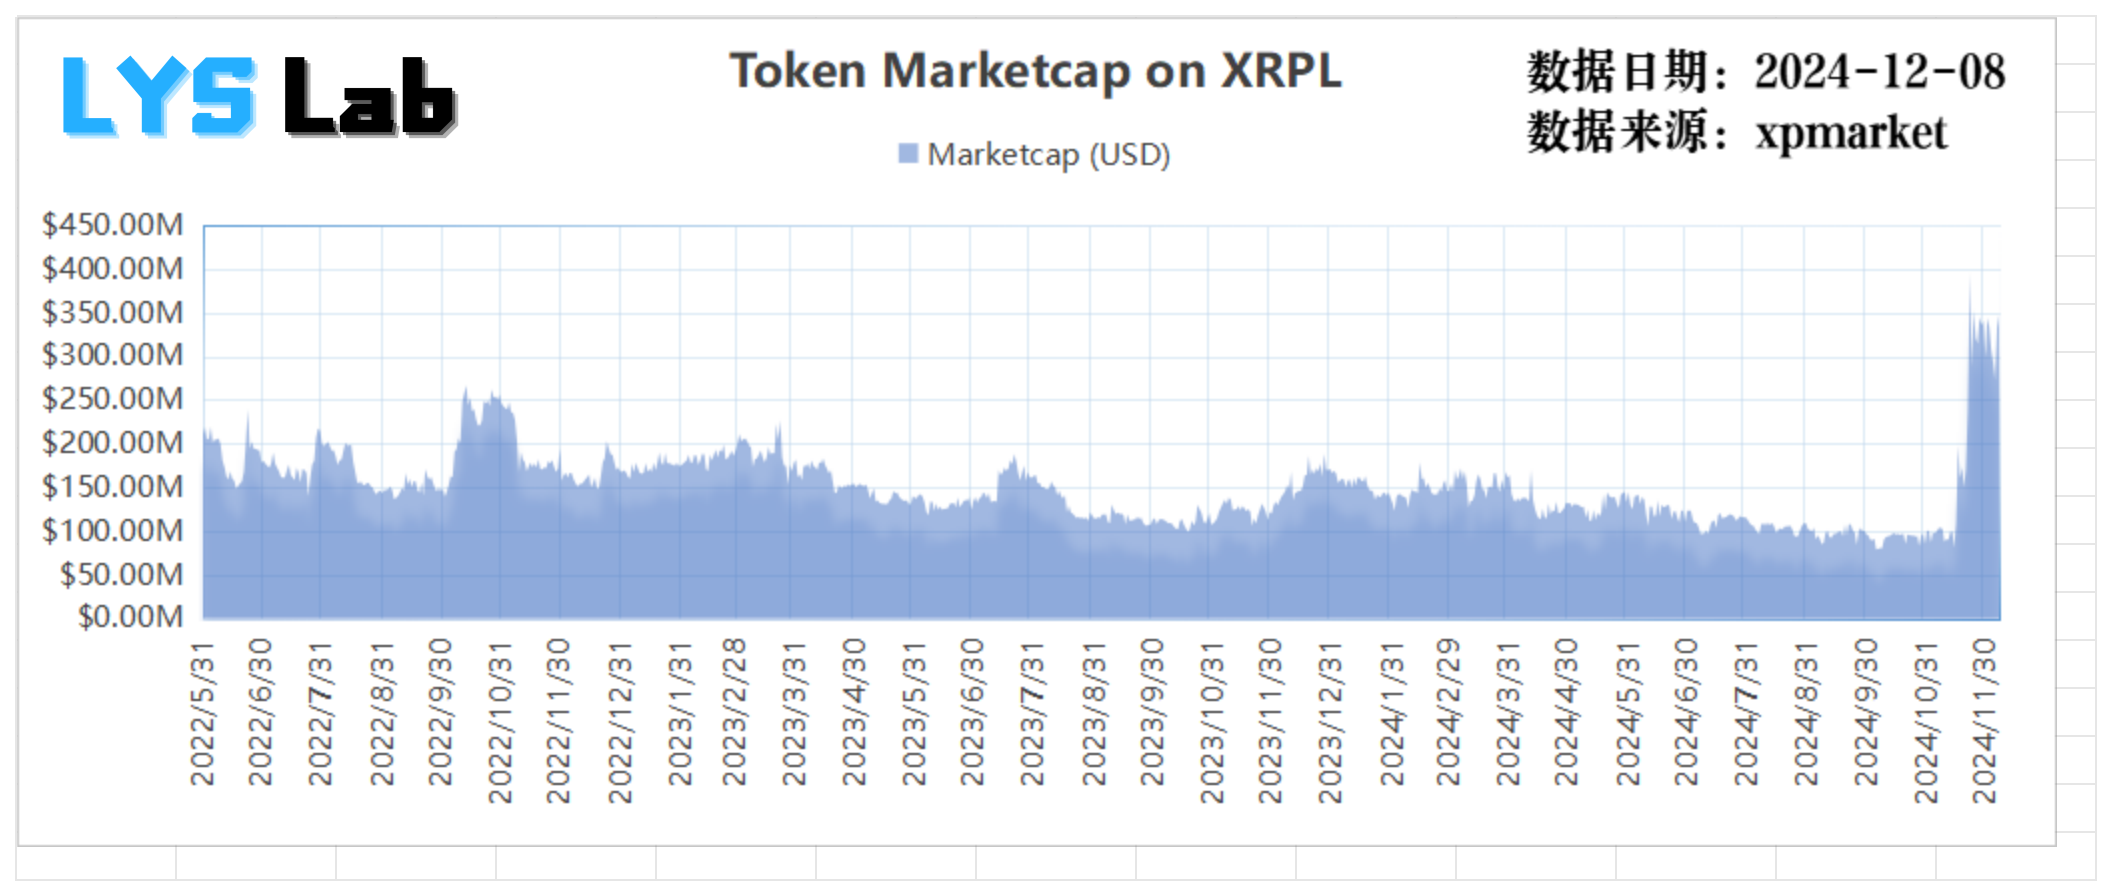 LYS Lab
Token Marketcap on XRPL
数据日期：2024-12-08
数据来源：xpmarket
Marketcap (USD)
$450.00M
$400.00M
$350.00M
$300.00M
$250.00M
$200.00M
$150.00M
$100.00M
$50.00M
$0.00M
2022/5/31
2022/6/30
2022/7/31
2022/8/31
2022/9/30
2022/10/31
2022/11/30
2022/12/31
2023/1/31
2023/2/28
2023/3/31
2023/4/30
2023/5/31
2023/6/30
2023/7/31
2023/8/31
2023/9/30
2023/10/31
2023/11/30
2023/12/31
2024/1/31
2024/2/29
2024/3/31
2024/4/30
2024/5/31
2024/6/30
2024/7/31
2024/8/31
2024/9/30
2024/10/31
2024/11/30